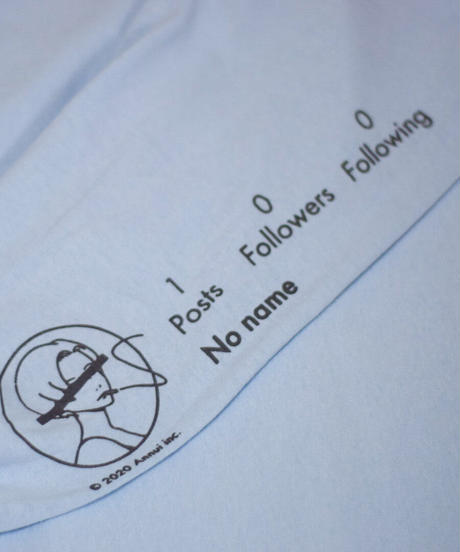 1 0 0
Posts Followers Following
No name
© 2020 Annui inc.